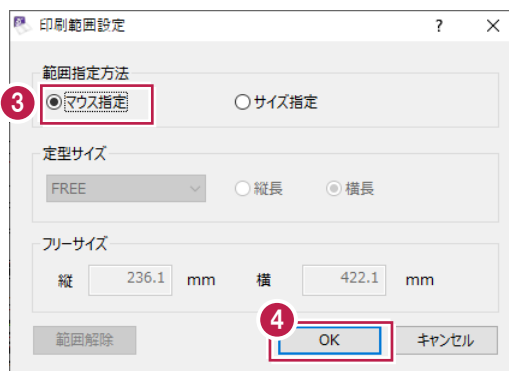 印刷範囲設定 ? ×
範囲指定方法
3 マウス指定 サイズ指定
定型サイズ
FREE 縦長 横長
フリーサイズ
縦 236.1 mm 横 422.1 mm
4
範囲解除 OK キャンセル